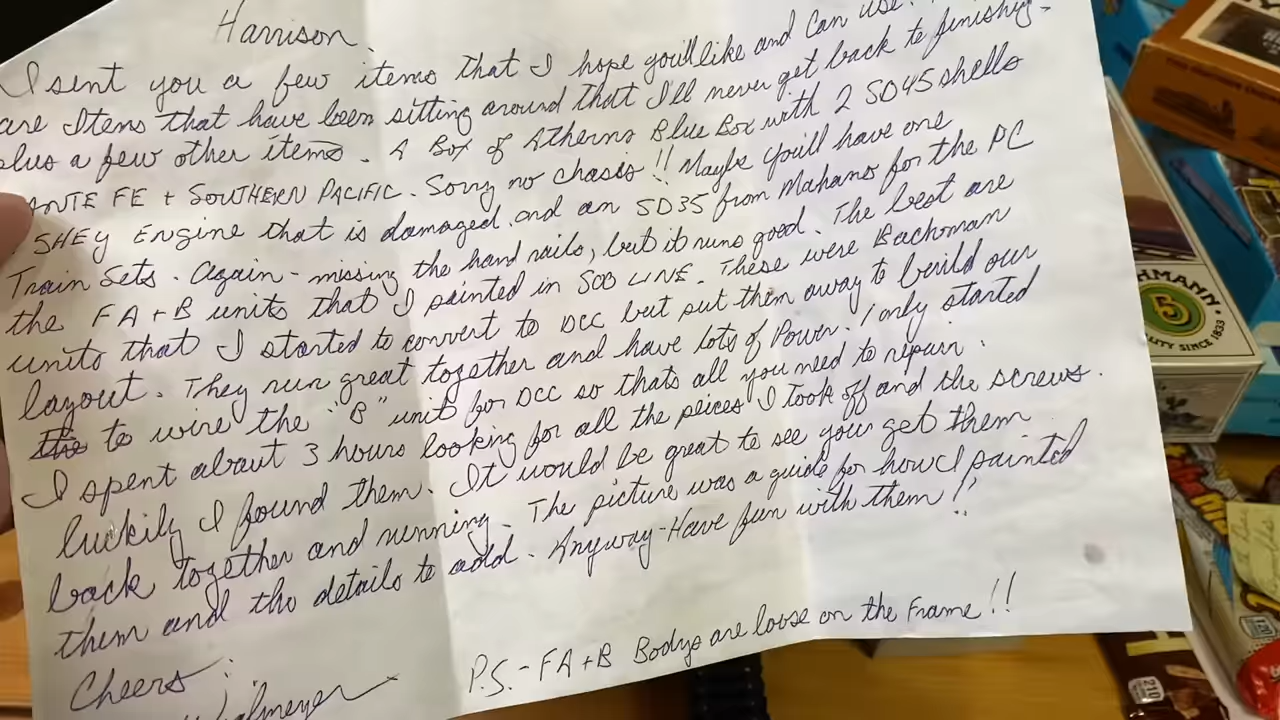 Harrison.
I sent you a few items that I hope you'll like and can use.
are Items that have been sitting around that I'll never get back to finishing -
plus a few other items. A Box of Atherns Blue Box with 2 SD45 shells
ANTE FE + SOUTHERN PACIFIC. Sorry no chasis!! Maybe you'll have one
SHEy Engine that is damaged. and an SD35 from Mahano for the PC
Train Sets. Again - missing the hand rails, but it runs good. The best are
the FA+B units that I painted in SOO LINE. These were Bachman
units that I started to convert to DCC but put them away to build our
layout. They run great together and have lots of Power. I only started
to wire the "B" unit for DCC so thats all you need to repair.
I spent about 3 hours looking for all the peices I took off and the screws.
luckily I found them. It would be great to see you get them
back together and running. The picture was a guide for how I painted
them and the details to add. Anyway - Have fun with them!!
Cheers:
P.S. - FA+B Bodys are loose on the Frame!!
HMANN
5
ITY SINCE 1833
210